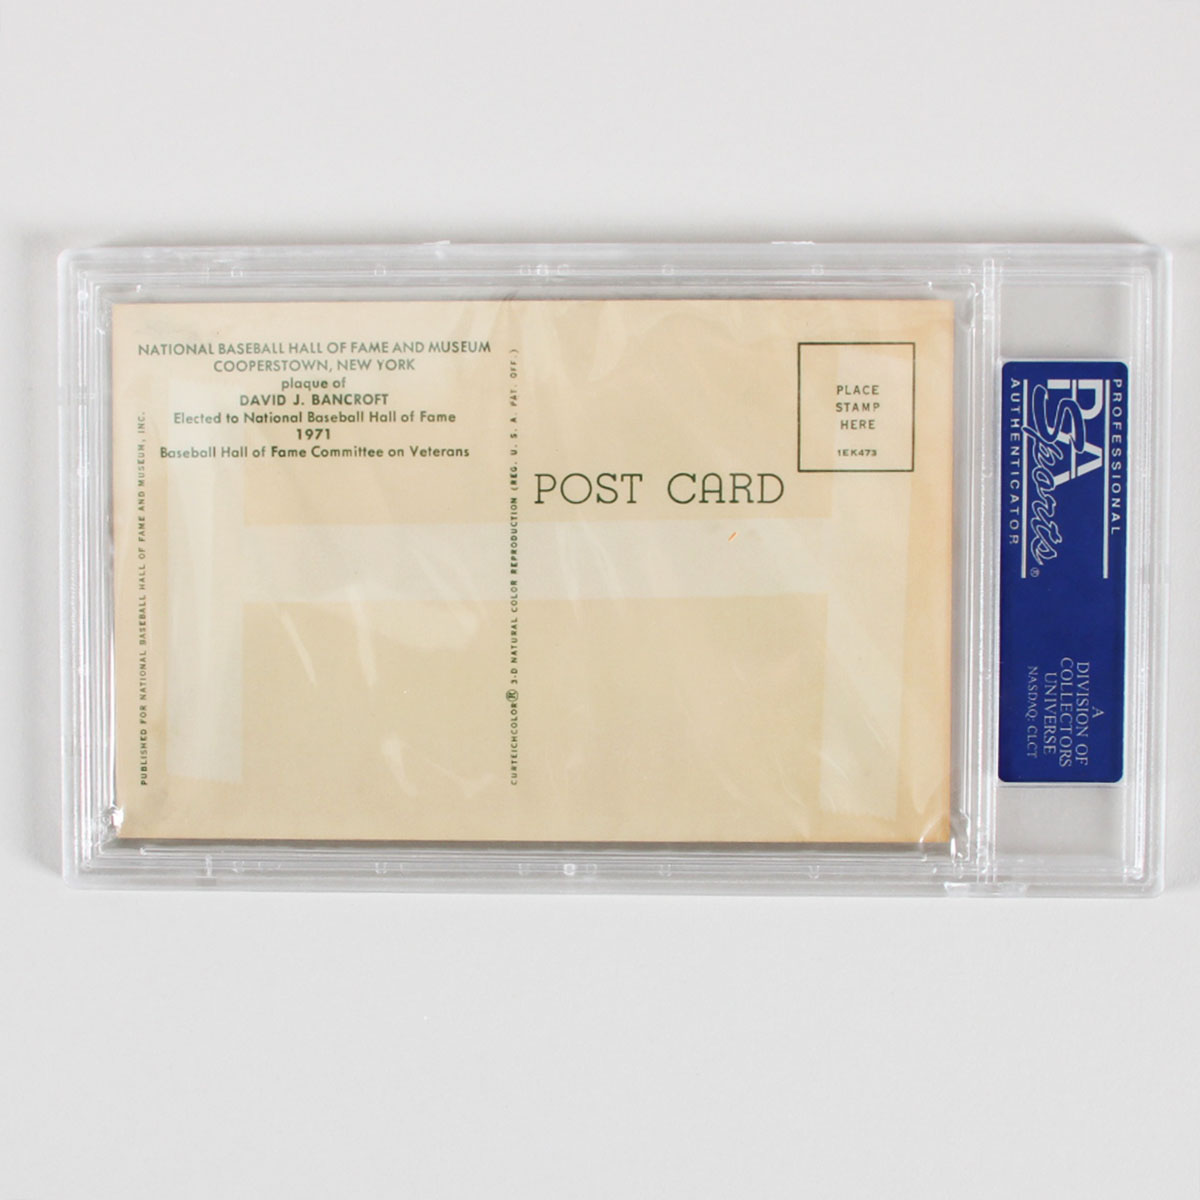 NATIONAL BASEBALL HALL OF FAME AND MUSEUM
COOPERSTOWN, NEW YORK
plaque of
DAVID J. BANCROFT
Elected to National Baseball Hall of Fame
1971
Baseball Hall of Fame Committee on Veterans
PUBLISHED FOR NATIONAL BASEBALL HALL OF FAME AND MUSEUM, INC.
CURTEICHCOLOR® 3-D NATURAL COLOR REPRODUCTION (REG. U. S. A. PAT. OFF.)
POST CARD
PLACE
STAMP
HERE
1EK473
PROFESSIONAL
PSA
Sports®
AUTHENTICATOR
A
DIVISION OF
COLLECTORS
UNIVERSE
NASDAQ: CLCT